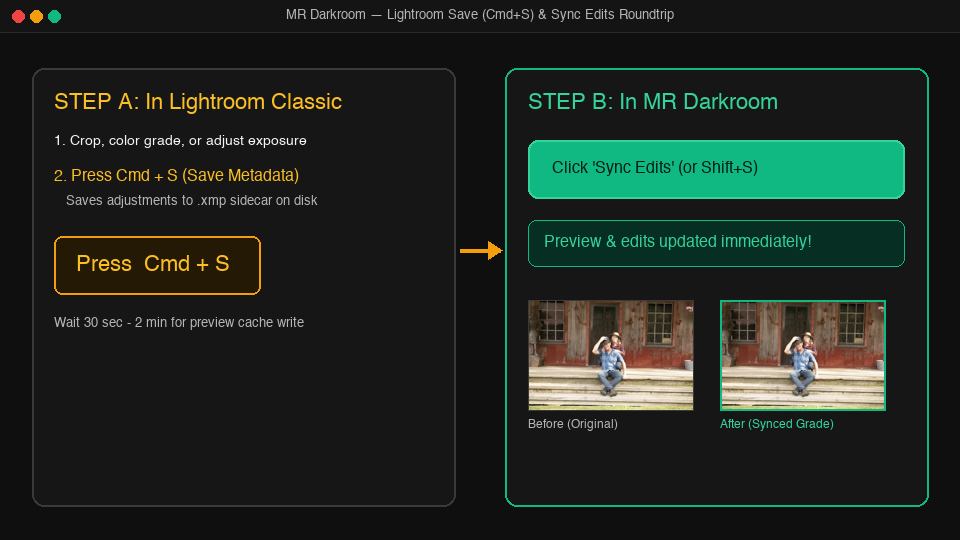 MR Darkroom — Lightroom Save (Cmd+S) & Sync Edits Roundtrip
STEP A: In Lightroom Classic
1. Crop, color grade, or adjust exposure
2. Press Cmd + S (Save Metadata)
Saves adjustments to .xmp sidecar on disk
Press Cmd + S
Wait 30 sec - 2 min for preview cache write
STEP B: In MR Darkroom
Click 'Sync Edits' (or Shift+S)
Preview & edits updated immediately!
Before (Original)
After (Synced Grade)